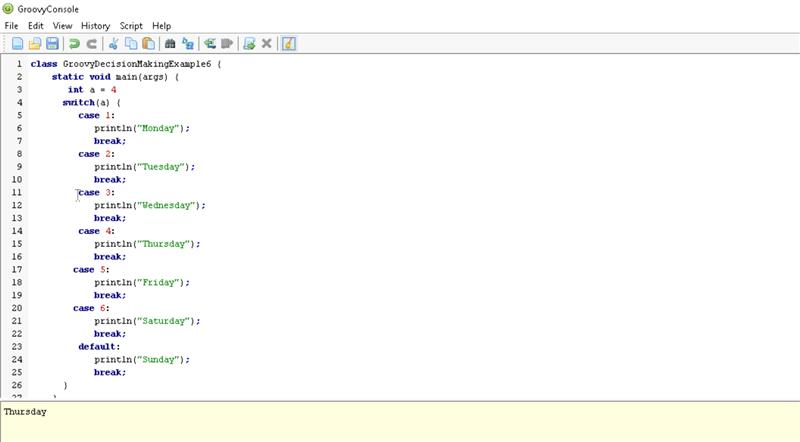 GroovyConsole
File Edit View History Script Help
1 class GroovyDecisionMakingExample6 {
2 static void main(args) {
3 int a = 4
4 switch(a) {
5 case 1:
6 println("Monday");
7 break;
8 case 2:
9 println("Tuesday");
10 break;
11 case 3:
12 println("Wednesday");
13 break;
14 case 4:
15 println("Thursday");
16 break;
17 case 5:
18 println("Friday");
19 break;
20 case 6:
21 println("Saturday");
22 break;
23 default:
24 println("Sunday");
25 break;
26 }
27 }
Thursday